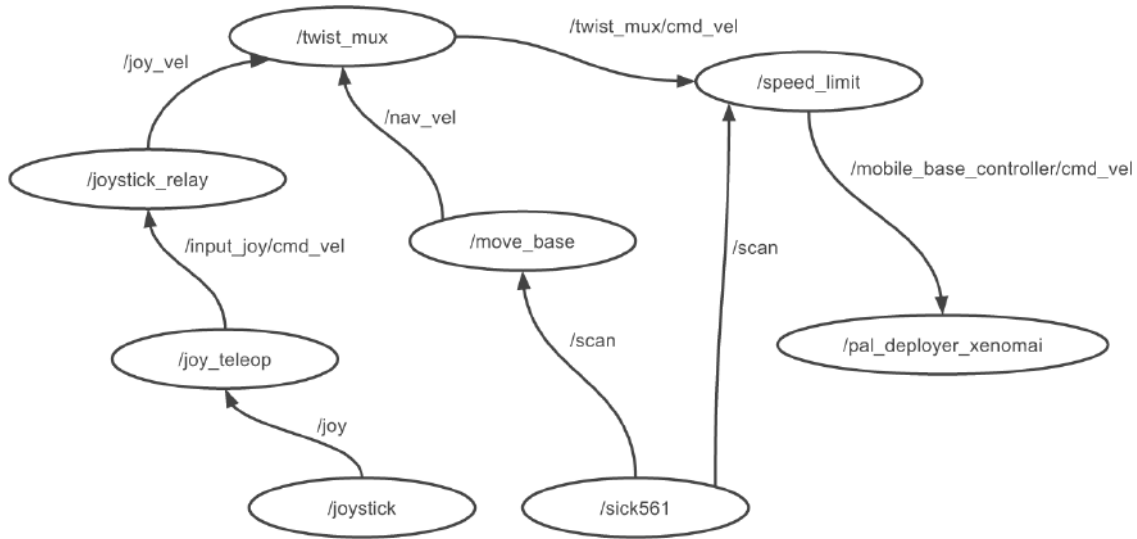 /twist_mux
/twist_mux/cmd_vel
/joy_vel
/speed_limit
/nav_vel
/joystick_relay
/mobile_base_controller/cmd_vel
/input_joy/cmd_vel
/move_base
/scan
/scan
/joy_teleop
/pal_deployer_xenomai
/joy
/joystick
/sick561